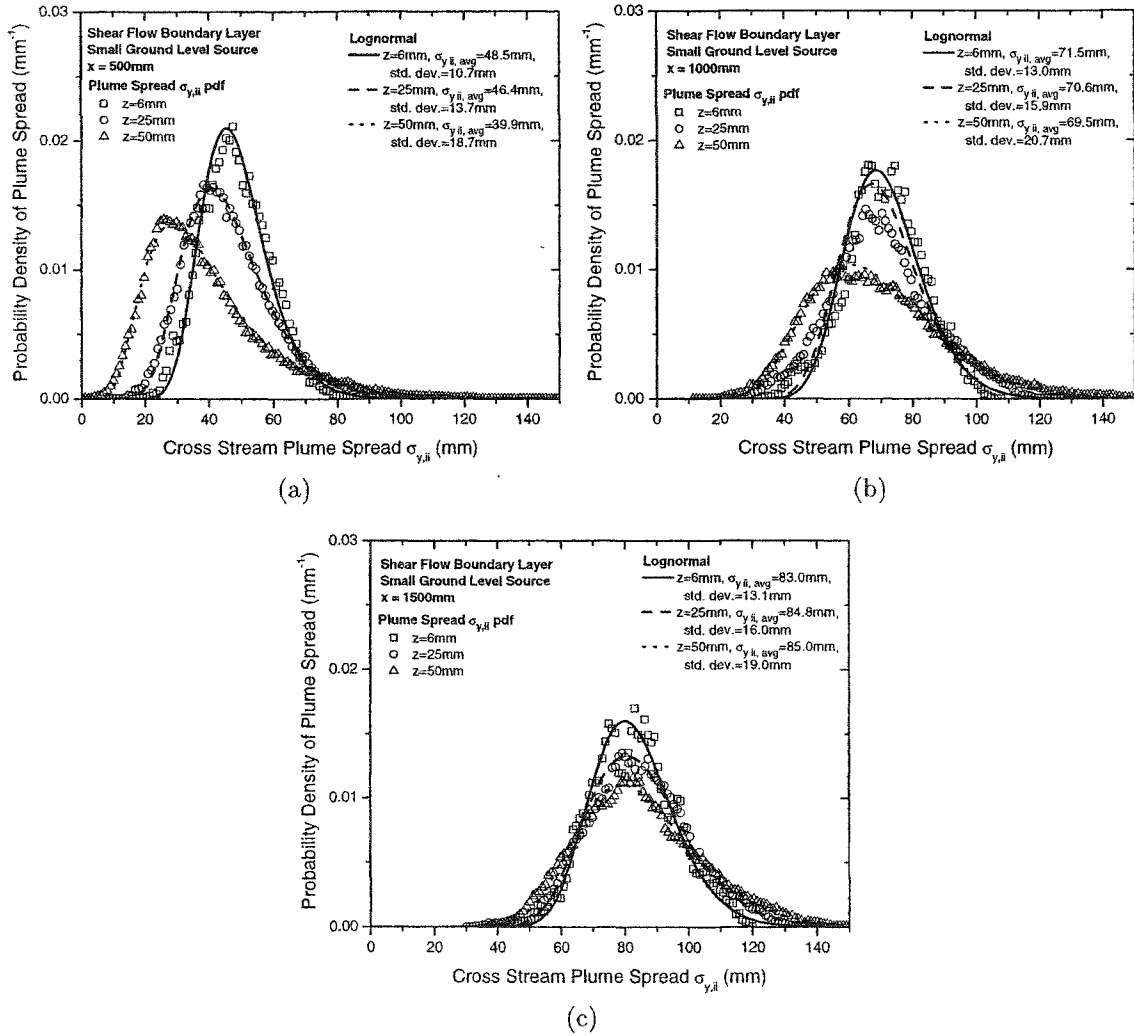 Shear Flow Boundary Layer
Small Ground Level Source
x = 500mm
Plume Spread σy,ii pdf
z=6mm
z=25mm
z=50mm
Lognormal
z=6mm, σy ii, avg=48.5mm,
std. dev.=10.7mm
z=25mm, σy ii, avg=46.4mm,
std. dev.=13.7mm
z=50mm, σy ii, avg=39.9mm,
std. dev.=18.7mm
Probability Density of Plume Spread (mm-1)
0.03
0.02
0.01
0.00
0 20 40 60 80 100 120 140
Cross Stream Plume Spread σy,ii (mm)
(a)
Shear Flow Boundary Layer
Small Ground Level Source
x = 1000mm
Plume Spread σy,ii pdf
z=6mm
z=25mm
z=50mm
Lognormal
z=6mm, σy ii, avg=71.5mm,
std. dev.=13.0mm
z=25mm, σy ii, avg=70.6mm,
std. dev.=15.9mm
z=50mm, σy ii, avg=69.5mm,
std. dev.=20.7mm
Probability Density of Plume Spread (mm-1)
0.03
0.02
0.01
0.00
0 20 40 60 80 100 120 140
Cross Stream Plume Spread σy,ii (mm)
(b)
Shear Flow Boundary Layer
Small Ground Level Source
x = 1500mm
Plume Spread σy,ii pdf
z=6mm
z=25mm
z=50mm
Lognormal
z=6mm, σy ii, avg=83.0mm,
std. dev.=13.1mm
z=25mm, σy ii, avg=84.8mm,
std. dev.=16.0mm
z=50mm, σy ii, avg=85.0mm,
std. dev.=19.0mm
Probability Density of Plume Spread (mm-1)
0.03
0.02
0.01
0.00
0 20 40 60 80 100 120 140
Cross Stream Plume Spread σy,ii (mm)
(c)